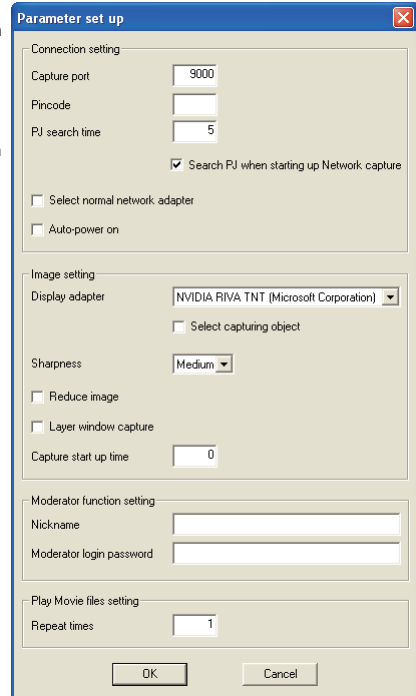 Parameter set up
Connection setting
Capture port 9000
Pincode
PJ search time 5
Search PJ when starting up Network capture
Select normal network adapter
Auto-power on
Image setting
Display adapter NVIDIA RIVA TNT (Microsoft Corporation)
Select capturing object
Sharpness Medium
Reduce image
Layer window capture
Capture start up time 0
Moderator function setting
Nickname
Moderator login password
Play Movie files setting
Repeat times 1
OK Cancel